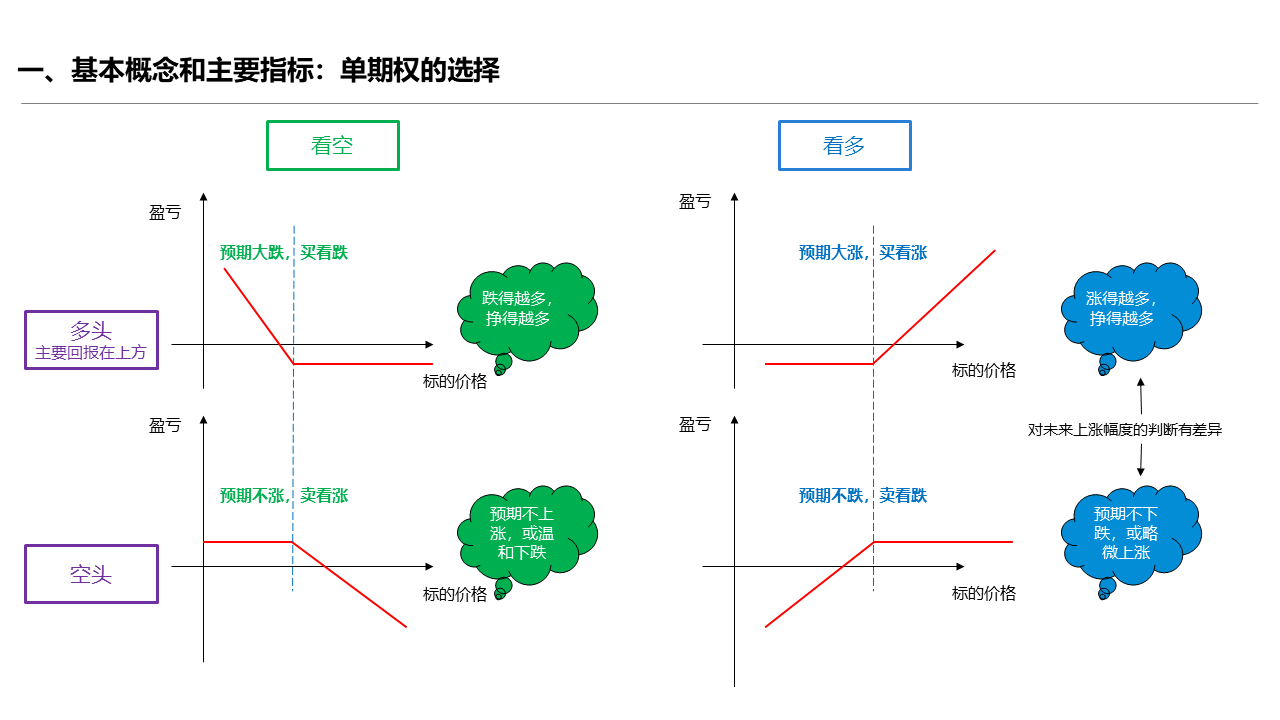 一、基本概念和主要指标：单期权的选择
看空
看多
盈亏
盈亏
预期大跌，买看跌
预期大涨，买看涨
跌得越多，
挣得越多
涨得越多，
挣得越多
多头
主要回报在上方
标的价格
标的价格
盈亏
盈亏
对未来上涨幅度的判断有差异
预期不涨，卖看涨
预期不跌，卖看跌
预期不上
涨，或温
和下跌
预期不下
跌，或略
微上涨
空头
标的价格
标的价格